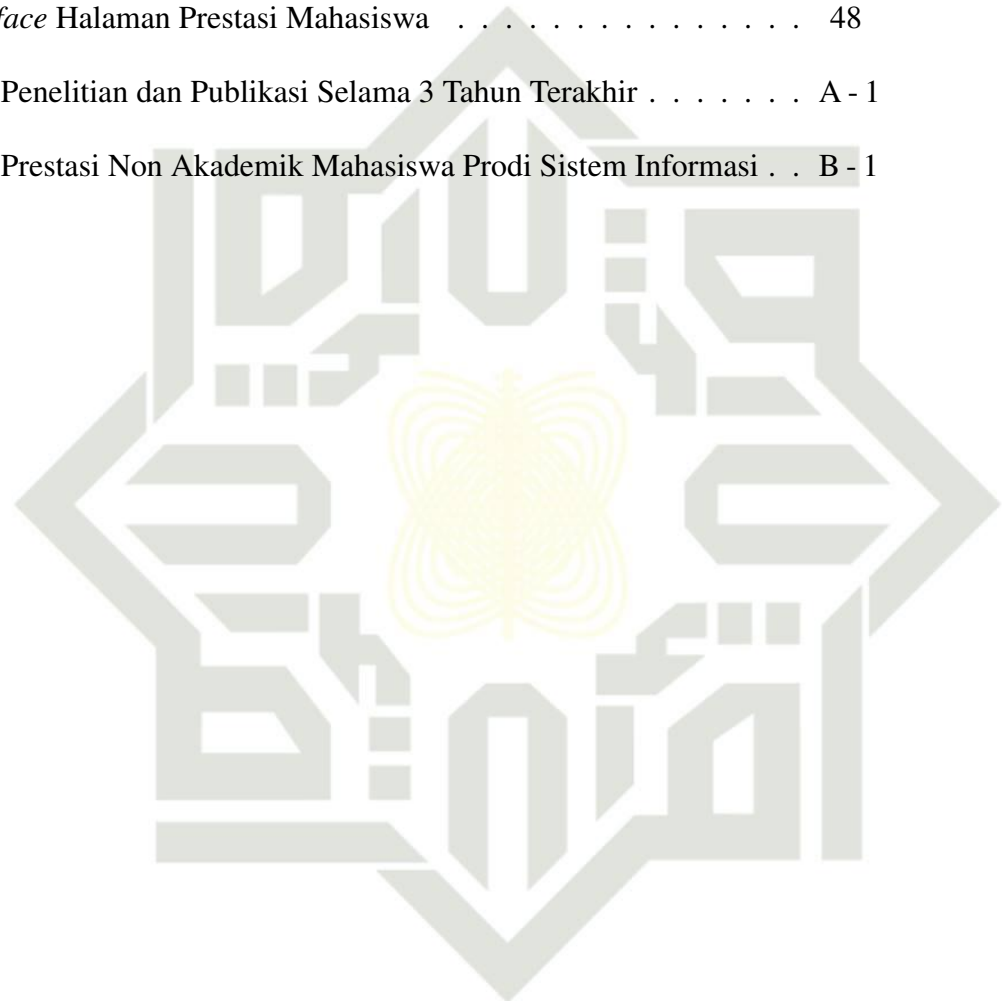 face Halaman Prestasi Mahasiswa . . . . . . . . . . . . . . . 48
Penelitian dan Publikasi Selama 3 Tahun Terakhir . . . . . . . A - 1
Prestasi Non Akademik Mahasiswa Prodi Sistem Informasi . . B - 1